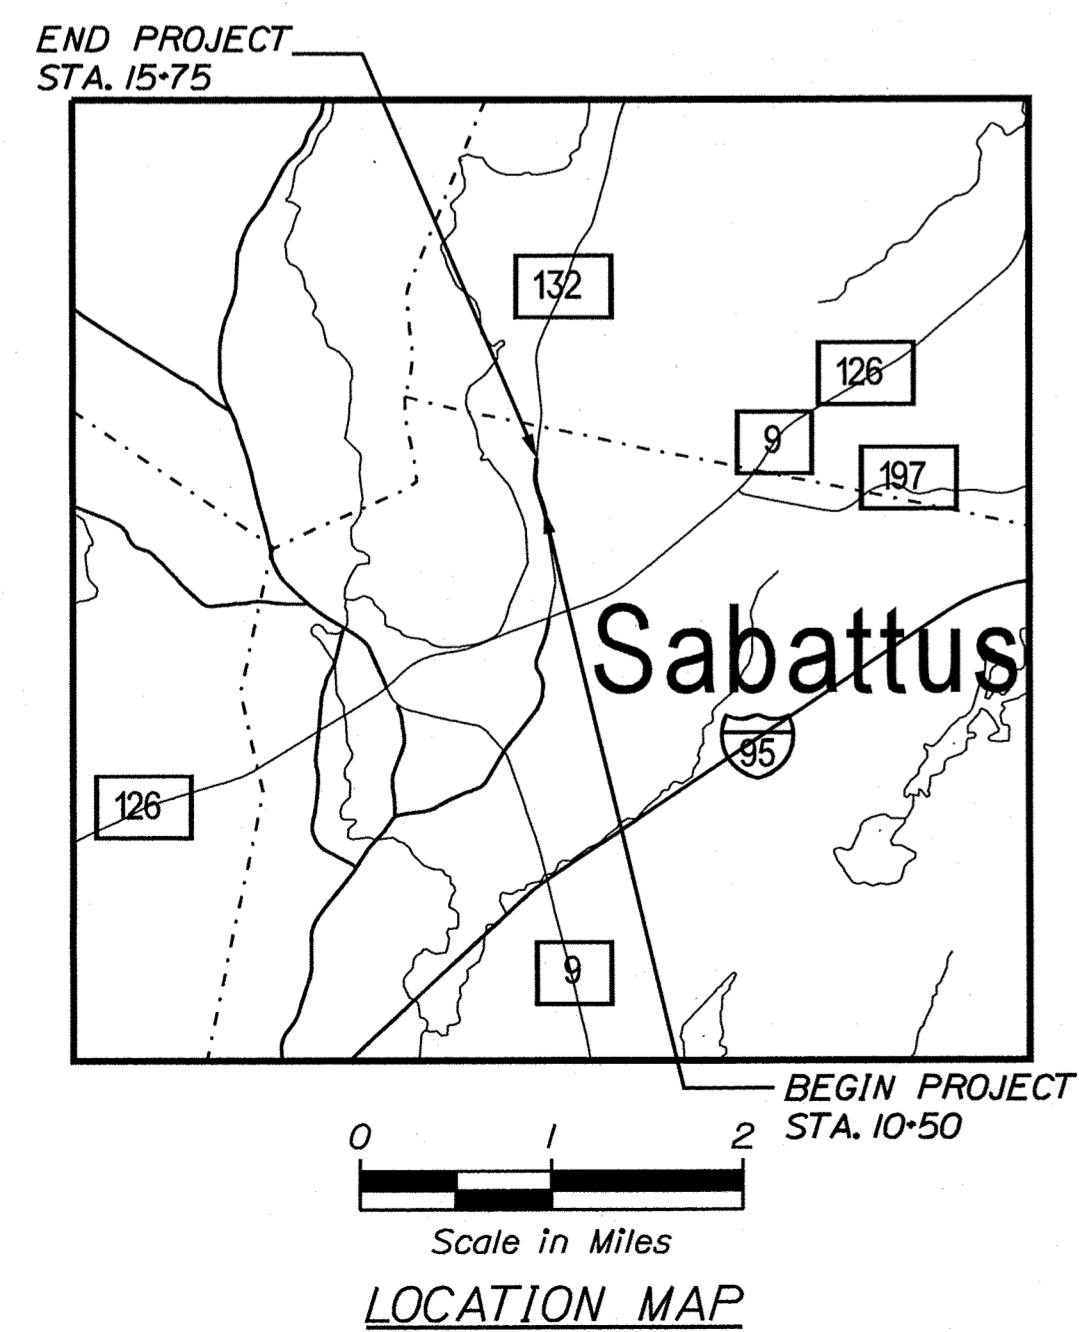 END PROJECT
STA. 15+75
132
126
9
197
Sabattus
95
126
9
BEGIN PROJECT
STA. 10+50
0 1 2
Scale in Miles
LOCATION MAP